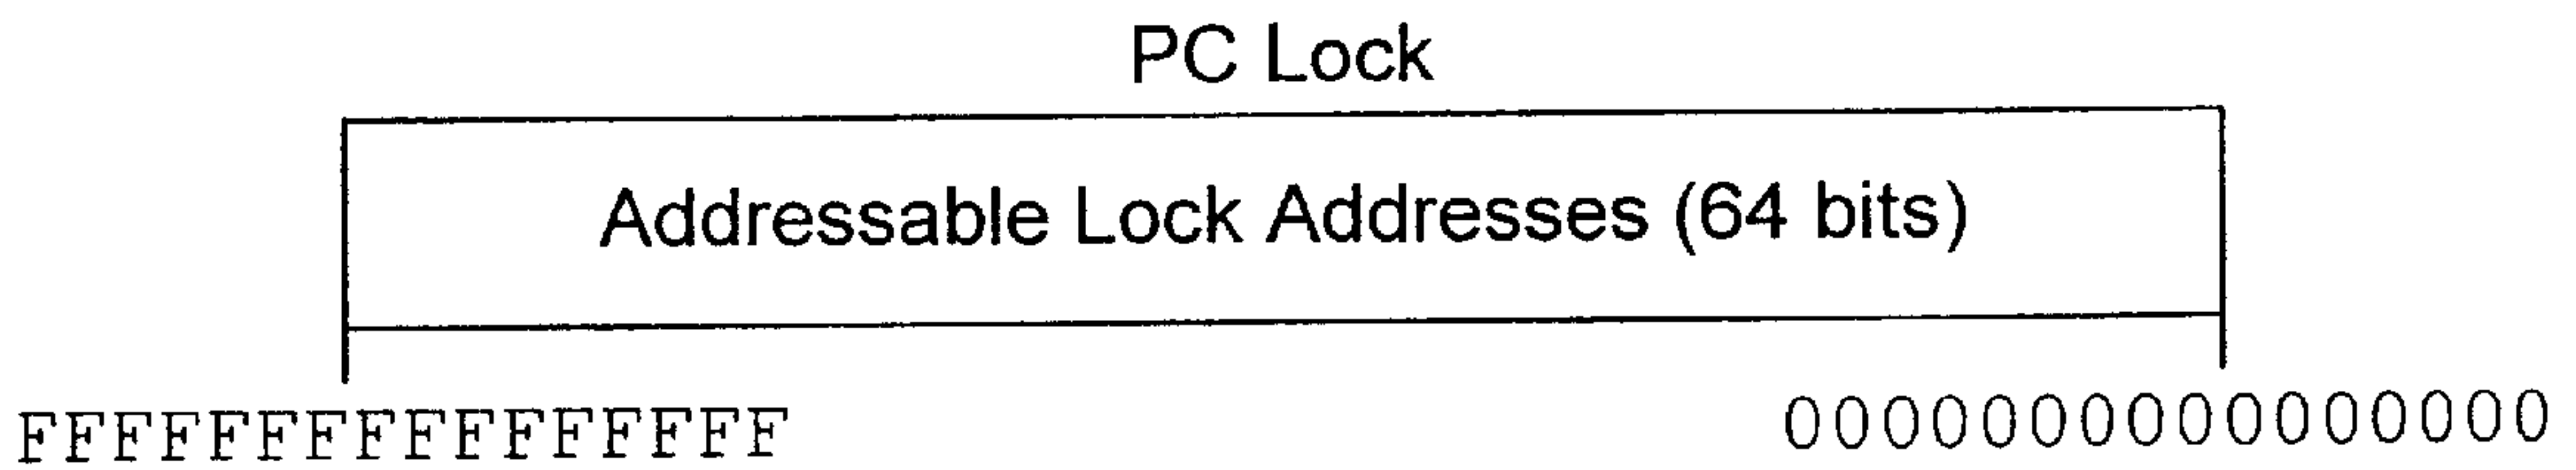 PC Lock
Addressable Lock Addresses (64 bits)
FFFFFFFFFFFFFFFF 0000000000000000